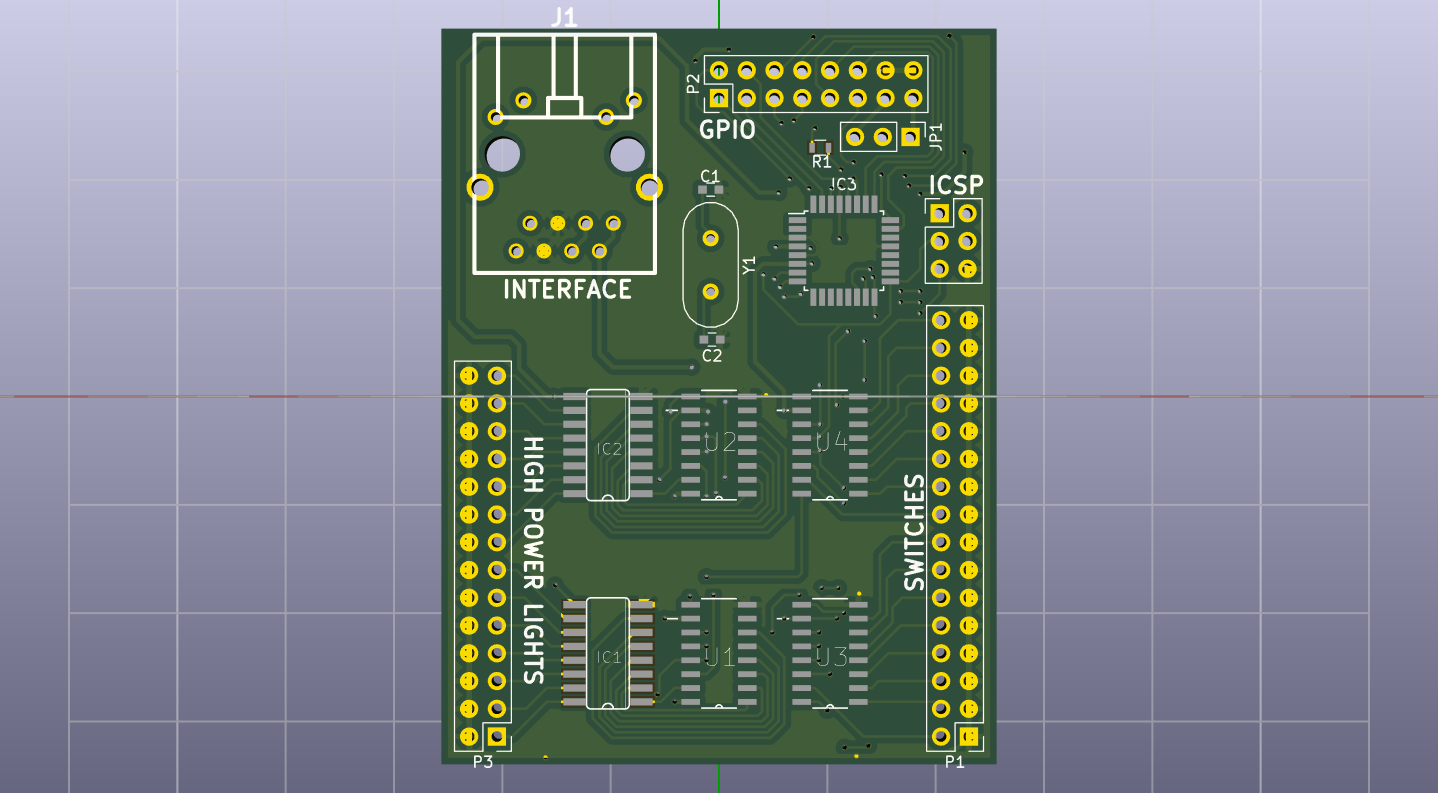 J1
P2
GPIO
JP1
R1
C1
IC3
ICSP
Y1
INTERFACE
C2
IC2
U2
U4
HIGH POWER LIGHTS
SWITCHES
IC1
U1
U3
P3
P1